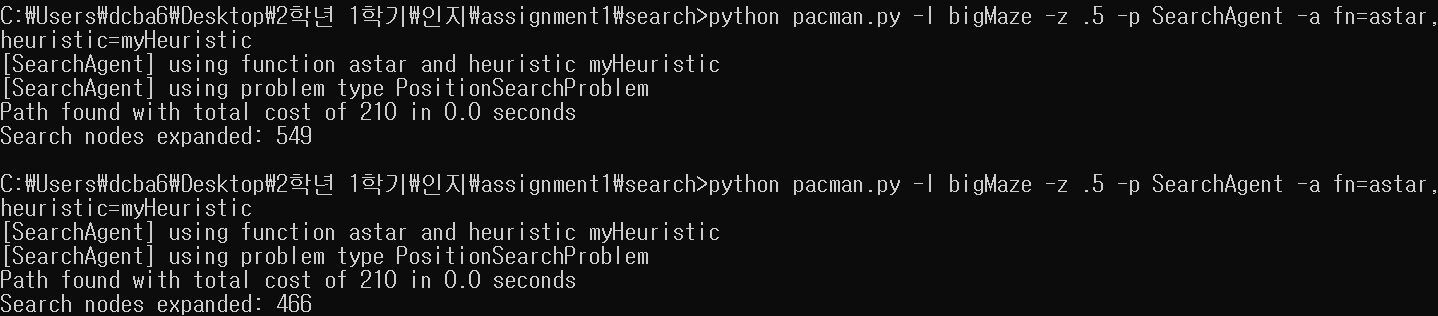 C:\Users\dcba6\Desktop\2학년 1학기\인지\assignment1\search>python pacman.py -l bigMaze -z .5 -p SearchAgent -a fn=astar,
heuristic=myHeuristic
[SearchAgent] using function astar and heuristic myHeuristic
[SearchAgent] using problem type PositionSearchProblem
Path found with total cost of 210 in 0.0 seconds
Search nodes expanded: 549
C:\Users\dcba6\Desktop\2학년 1학기\인지\assignment1\search>python pacman.py -l bigMaze -z .5 -p SearchAgent -a fn=astar,
heuristic=myHeuristic
[SearchAgent] using function astar and heuristic myHeuristic
[SearchAgent] using problem type PositionSearchProblem
Path found with total cost of 210 in 0.0 seconds
Search nodes expanded: 466